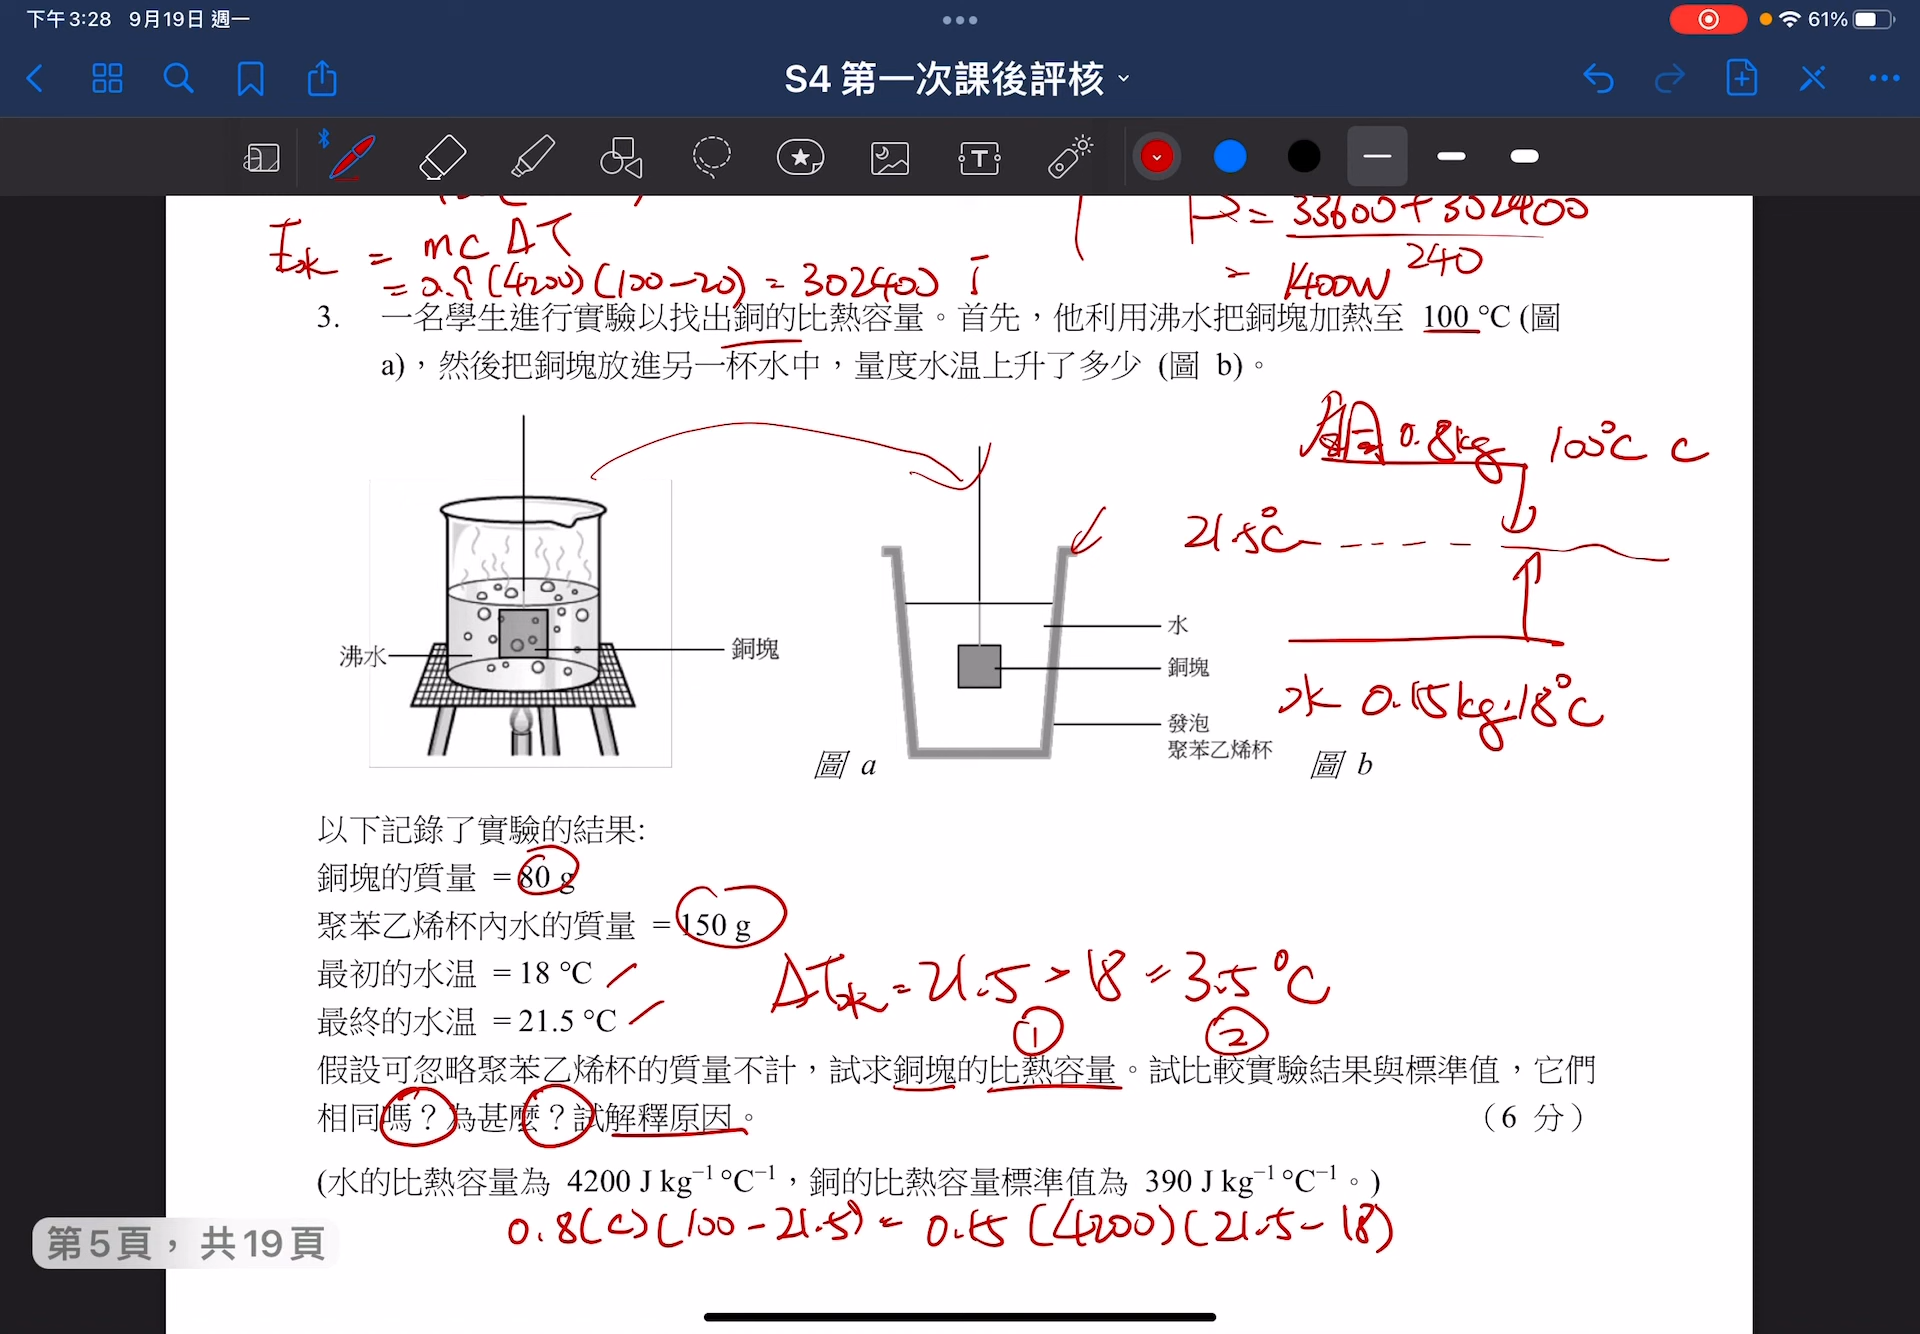 下午3:28 9月19日 週一
61%
S4 第一次課後評核
E水 = mc ΔT
= 0.9 (4200) (100-20) = 302400 J
P = 33600 + 302400
240
= 1400W
3. 一名學生進行實驗以找出銅的比熱容量。首先，他利用沸水把銅塊加熱至 100 °C (圖
a)，然後把銅塊放進另一杯水中，量度水温上升了多少 (圖 b)。
銅 0.8kg 100°C c
21.5°C
水
沸水
銅塊
銅塊
水 0.15kg 18°C
發泡
聚苯乙烯杯
圖 a
圖 b
以下記錄了實驗的結果:
銅塊的質量 = 80 g
聚苯乙烯杯內水的質量 = 150 g
最初的水温 = 18 °C
最終的水温 = 21.5 °C
ΔT水 = 21.5 - 18 = 3.5 °C
1 2
假設可忽略聚苯乙烯杯的質量不計，試求銅塊的比熱容量。試比較實驗結果與標準值，它們
相同嗎？為甚麼？試解釋原因。 （6 分）
(水的比熱容量為 4200 J kg⁻¹ °C⁻¹，銅的比熱容量標準值為 390 J kg⁻¹ °C⁻¹。)
0.8(c)(100-21.5) = 0.15 (4200)(21.5-18)
第5頁，共19頁